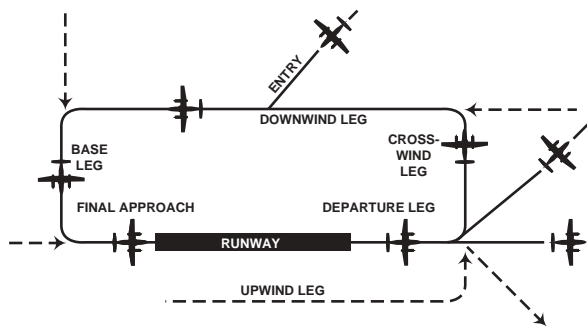 ENTRY
DOWNWIND LEG
BASE
LEG
CROSS-
WIND
LEG
FINAL APPROACH
DEPARTURE LEG
RUNWAY
UPWIND LEG